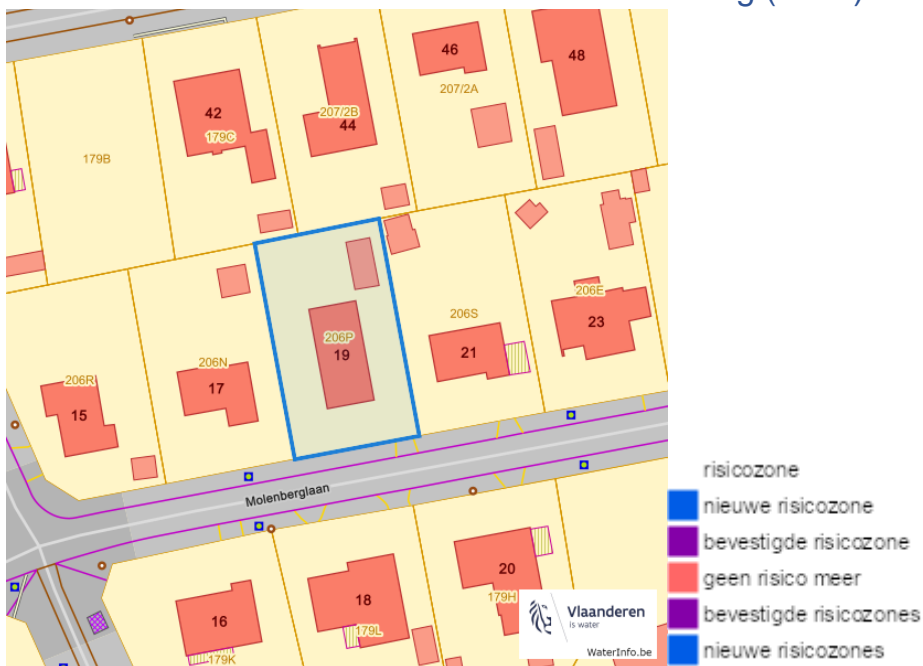 g (
46
48
207/2A
42
207/2B
179C
44
179B
206P
19
206S
21
206E
23
206N
17
206R
15
Molenberglaan
20
179H
18
179L
16
179K
Vlaanderen
is water
WaterInfo.be
risicozone
nieuwe risicozone
bevestigde risicozone
geen risico meer
bevestigde risicozones
nieuwe risicozones